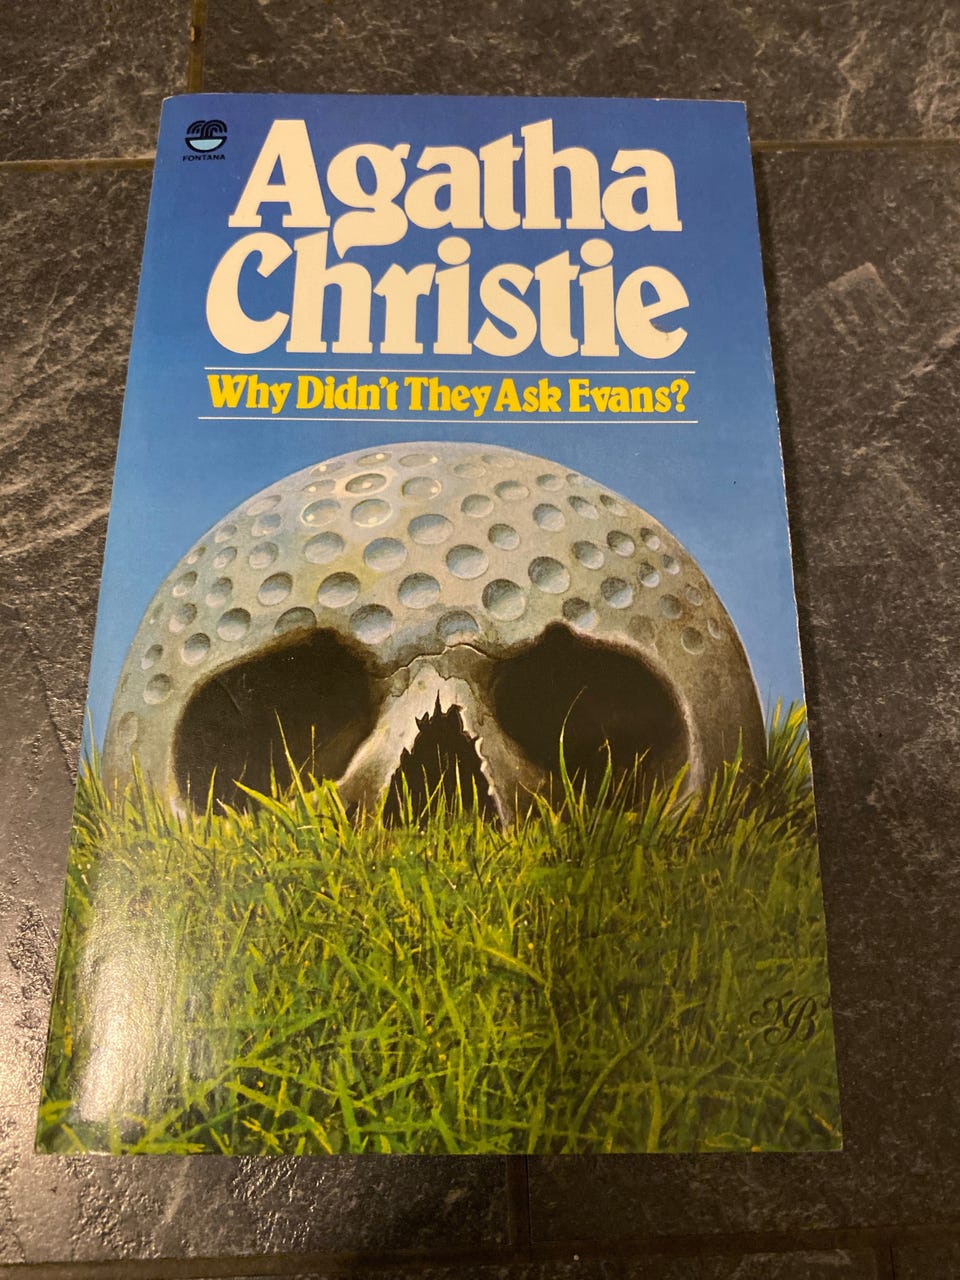 FONTANA
Agatha
Christie
Why Didn't They Ask Evans?